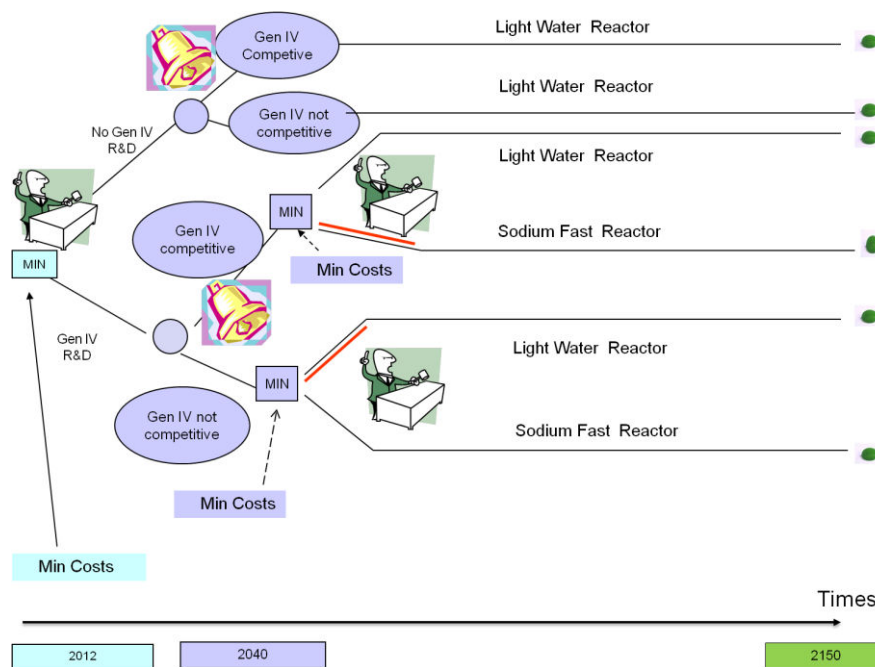 Gen IV
Competive
Light Water Reactor
Light Water Reactor
Gen IV not
competitive
No Gen IV
R&D
Light Water Reactor
MIN
Gen IV
competitive
Sodium Fast Reactor
MIN
Min Costs
Gen IV
R&D
Light Water Reactor
MIN
Gen IV not
competitive
Sodium Fast Reactor
Min Costs
Min Costs
Times
2012
2040
2150